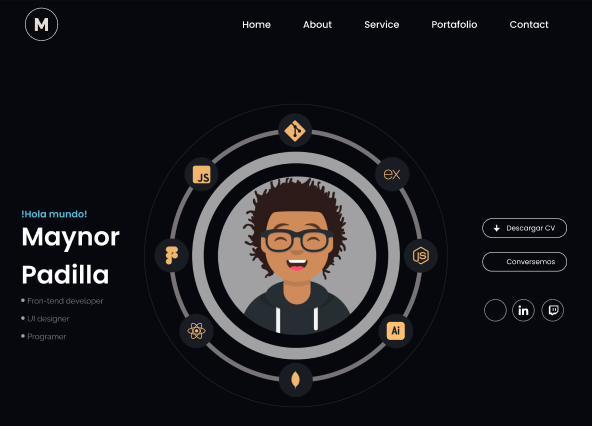 M
Home About Service Portafolio Contact
JS
ex
!Hola mundo!
Maynor
Padilla
Fron-tend developer
UI designer
Programer
JS
Ai
Descargar CV
Conversemos
in